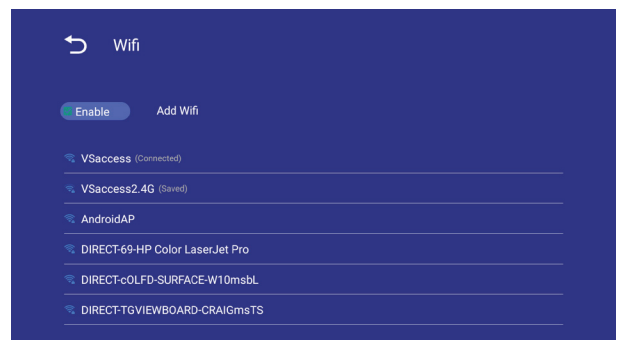 Wifi
Enable Add Wifi
VSaccess (Connected)
VSaccess2.4G (Saved)
AndroidAP
DIRECT-69-HP Color LaserJet Pro
DIRECT-cOLFD-SURFACE-W10msbL
DIRECT-TGVIEWBOARD-CRAIGmsTS